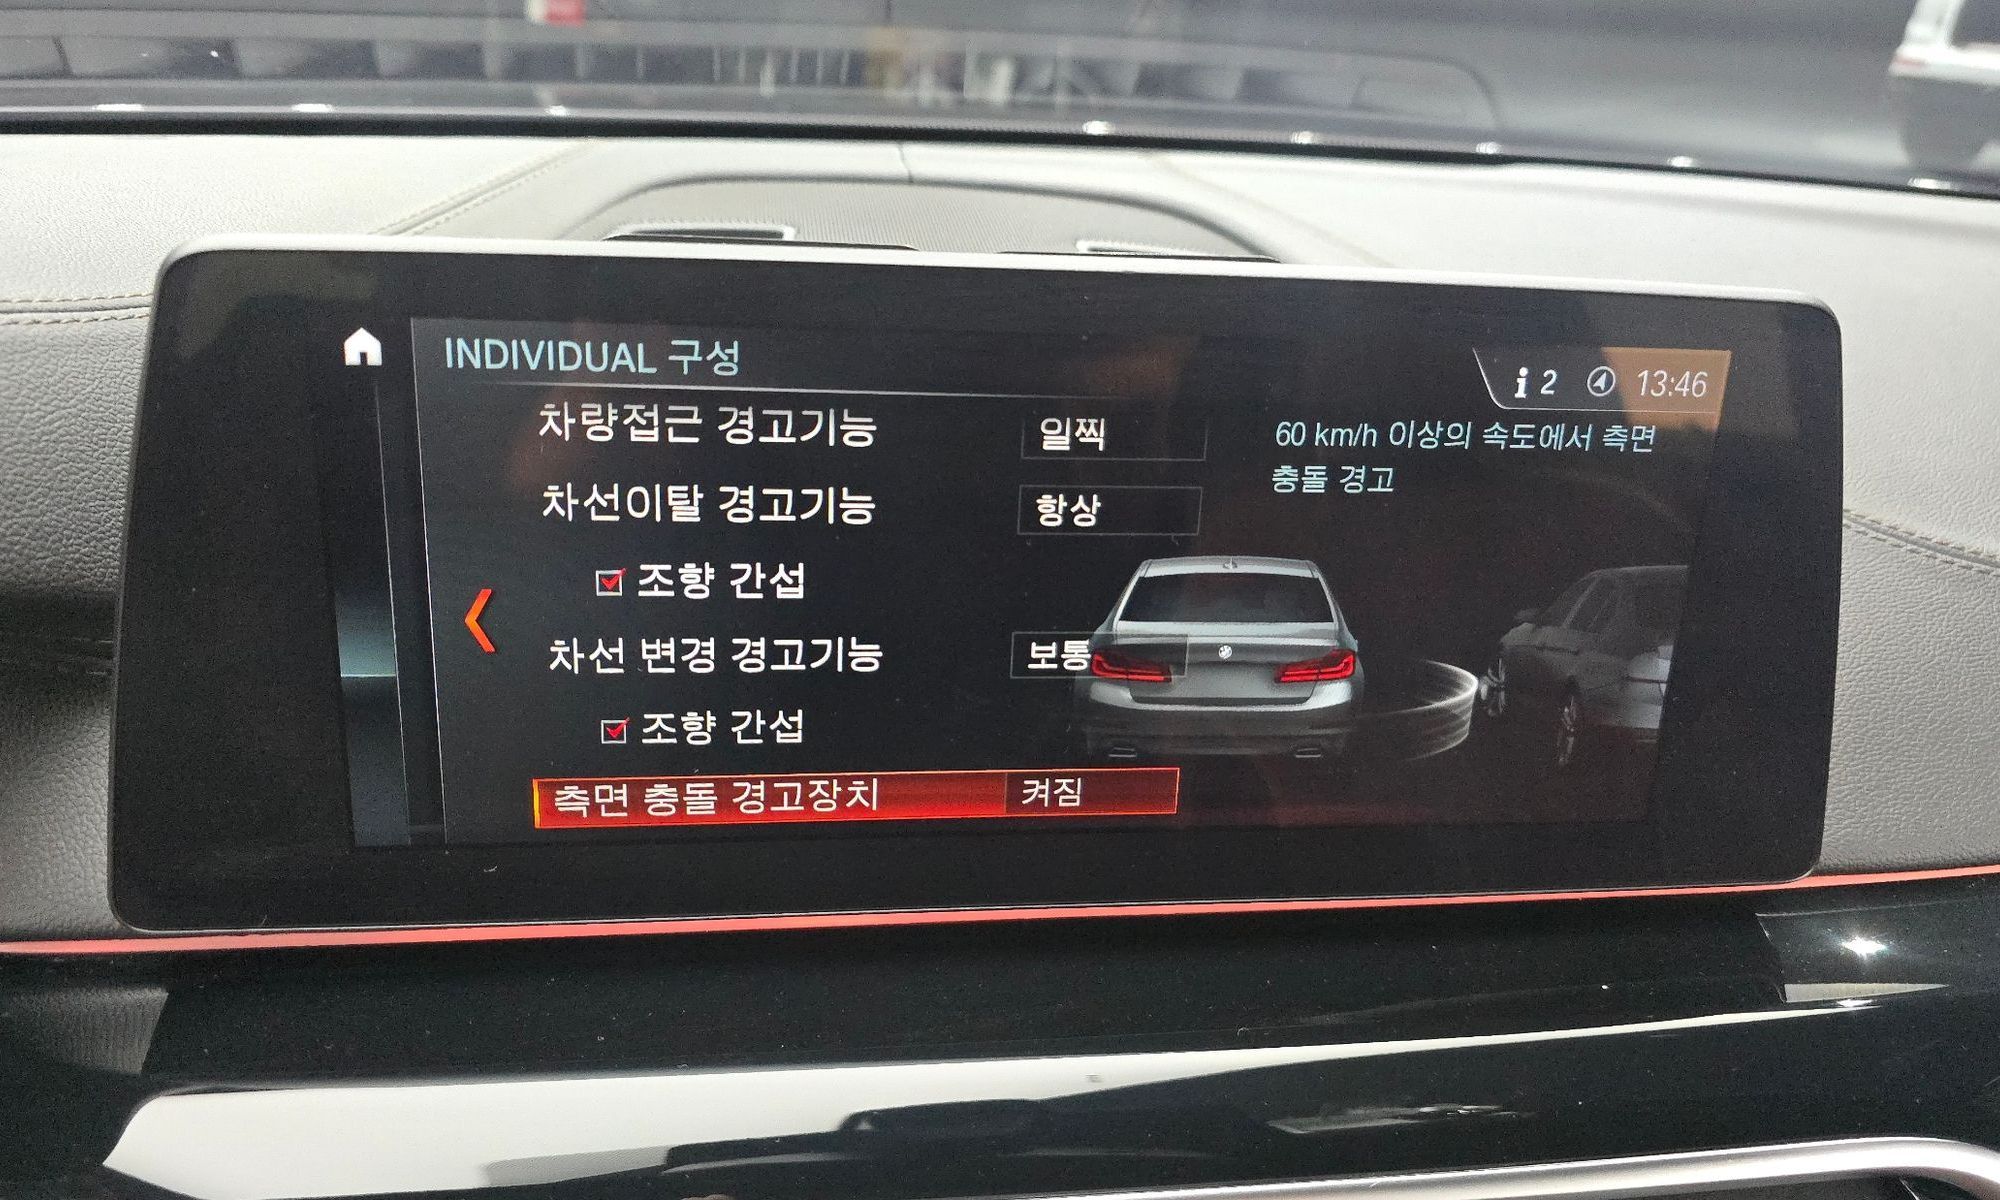 INDIVIDUAL 구성
i 2 13:46
차량접근 경고기능 일찍
차선이탈 경고기능 항상
조향 간섭
차선 변경 경고기능 보통
조향 간섭
측면 충돌 경고장치 켜짐
60 km/h 이상의 속도에서 측면
충돌 경고